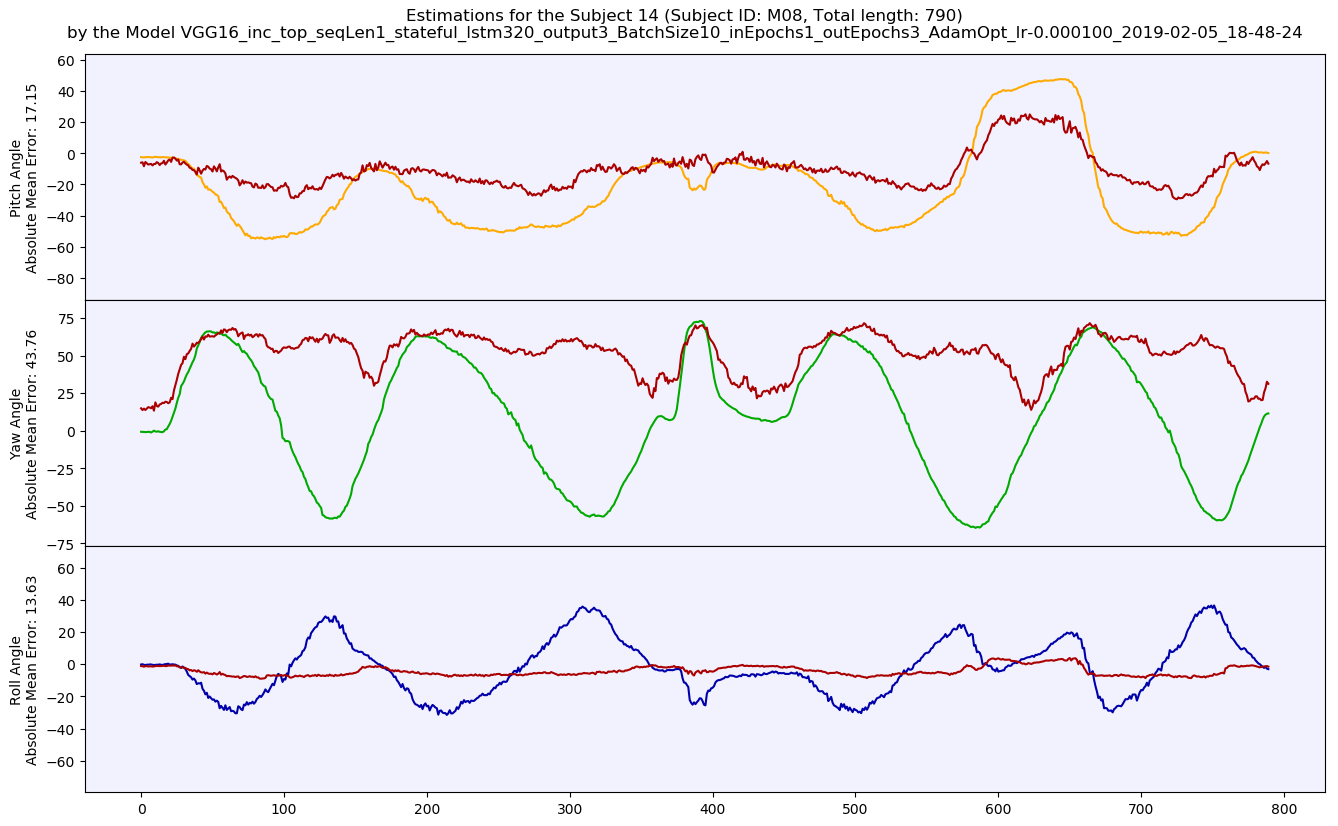 Estimations for the Subject 14 (Subject ID: M08, Total length: 790)
by the Model VGG16_inc_top_seqLen1_stateful_lstm320_output3_BatchSize10_inEpochs1_outEpochs3_AdamOpt_lr-0.000100_2019-02-05_18-48-24
Pitch Angle
Absolute Mean Error: 17.15
60
40
20
0
−20
−40
−60
−80
Yaw Angle
Absolute Mean Error: 43.76
75
50
25
0
−25
−50
−75
Roll Angle
Absolute Mean Error: 13.63
60
40
20
0
−20
−40
−60
0 100 200 300 400 500 600 700 800